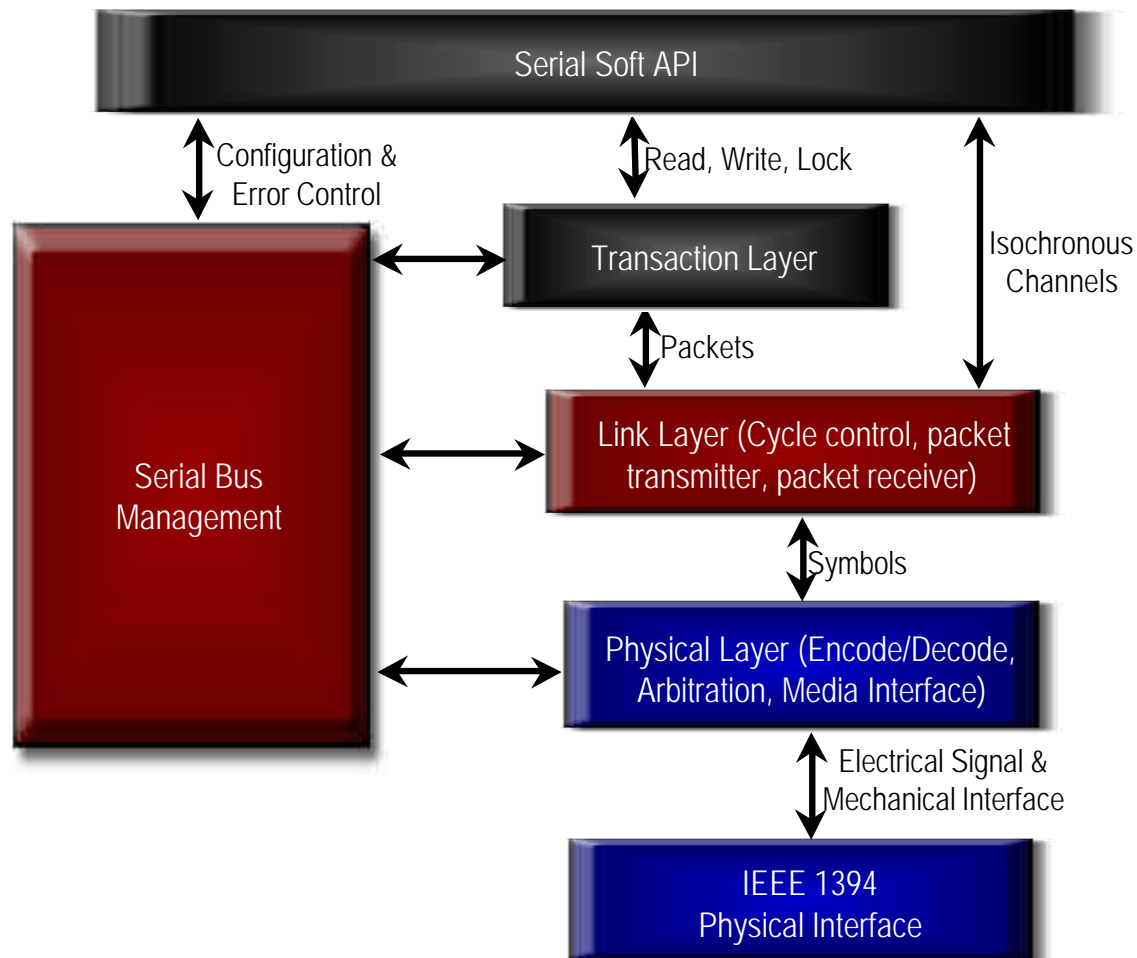 Serial Soft API
Configuration &
Error Control
Read, Write, Lock
Isochronous
Channels
Transaction Layer
Packets
Serial Bus
Management
Link Layer (Cycle control, packet
transmitter, packet receiver)
Symbols
Physical Layer (Encode/Decode,
Arbitration, Media Interface)
Electrical Signal &
Mechanical Interface
IEEE 1394
Physical Interface